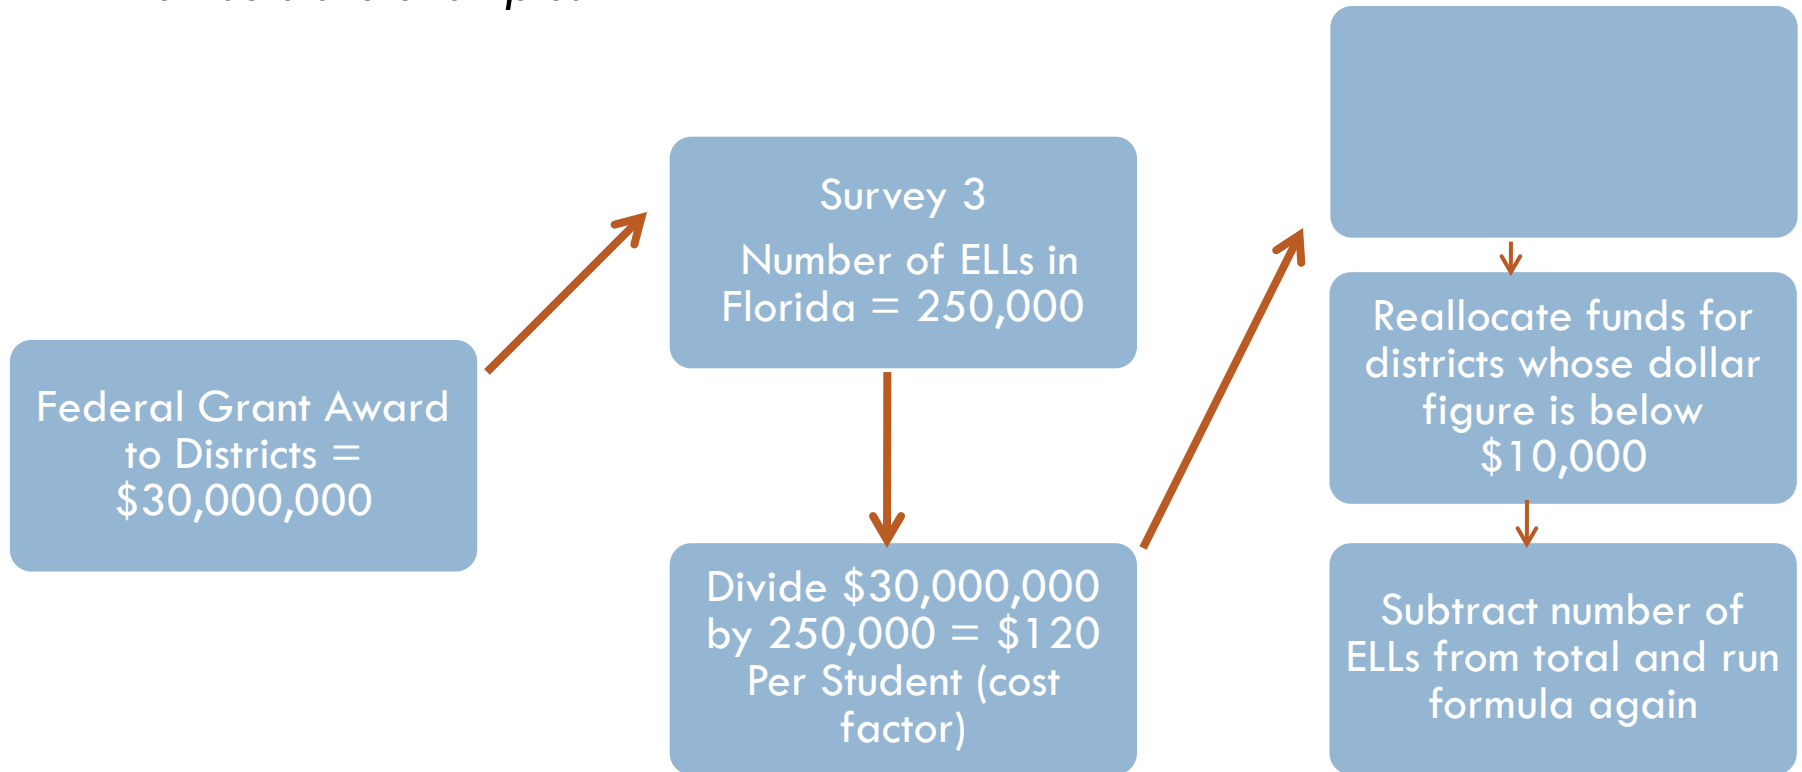 Federal Grant Award
to Districts =
$30,000,000
Survey 3
Number of ELLs in
Florida = 250,000
Divide $30,000,000
by 250,000 = $120
Per Student (cost
factor)
Reallocate funds for
districts whose dollar
figure is below
$10,000
Subtract number of
ELLs from total and run
formula again